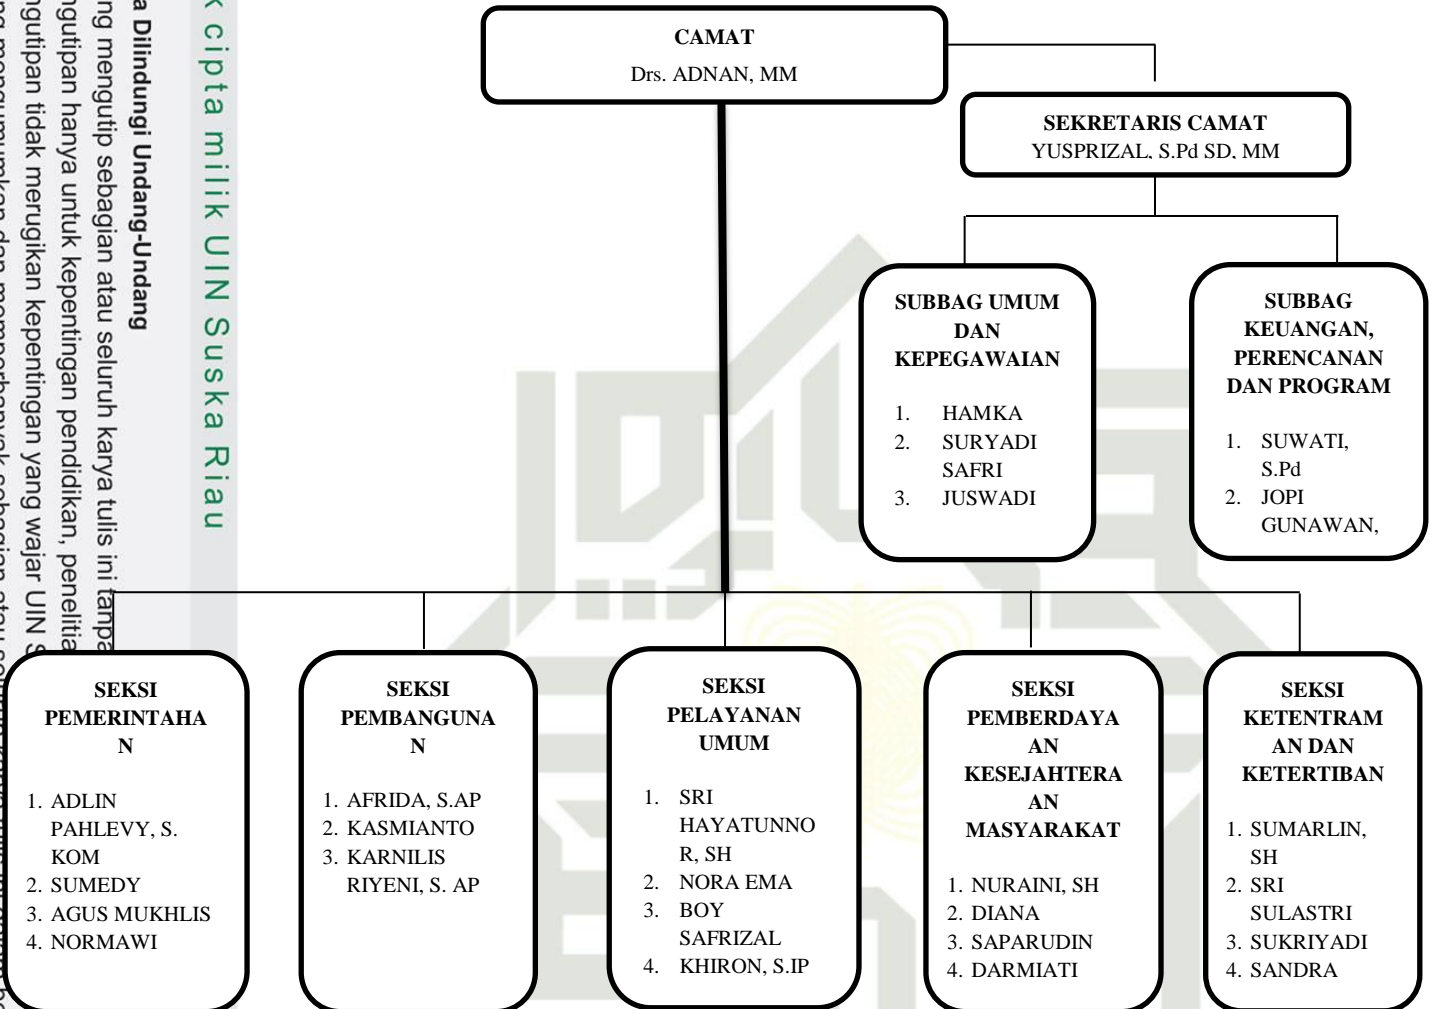 CAMAT
Drs. ADNAN, MM
SEKRETARIS CAMAT
YUSPRIZAL, S.Pd SD, MM
SUBBAG UMUM
DAN
KEPEGAWAIAN
1. HAMKA
2. SURYADI
SAFRI
3. JUSWADI
SUBBAG
KEUANGAN,
PERENCANAN
DAN PROGRAM
1. SUWATI,
S.Pd
2. JOPI
GUNAWAN,
SEKSI
PEMERINTAHA
N
1. ADLIN
PAHLEVY, S.
KOM
2. SUMEDY
3. AGUS MUKHLIS
4. NORMAWI
SEKSI
PEMBANGUNA
N
1. AFRIDA, S.AP
2. KASMIANTO
3. KARNILIS
RIYENI, S. AP
SEKSI
PELAYANAN
UMUM
1. SRI
HAYATUNNO
R, SH
2. NORA EMA
3. BOY
SAFRIZAL
4. KHIRON, S.IP
SEKSI
PEMBERDAYA
AN
KESEJAHTERA
AN
MASYARAKAT
1. NURAINI, SH
2. DIANA
3. SAPARUDIN
4. DARMIATI
SEKSI
KETENTRAM
AN DAN
KETERTIBAN
1. SUMARLIN,
SH
2. SRI
SULASTRI
3. SUKRIYADI
4. SANDRA
cipta milik UIN Suska Riau
a Dilindungi Undang-Undang
ng mengutip sebagian atau seluruh karya tulis ini tanpa
ngutipan hanya untuk kepentingan pendidikan, penelitia
ngutipan tidak merugikan kepentingan yang wajar UIN S